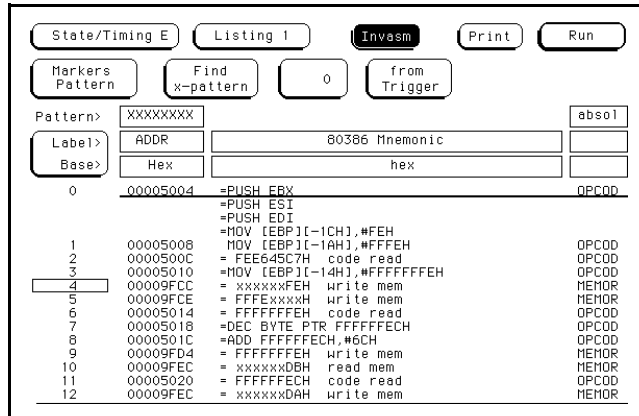 State/Timing E Listing 1 Invasm Print Run
Markers Pattern Find x-pattern 0 from Trigger
Pattern> XXXXXXXX absol
Label> ADDR 80386 Mnemonic
Base> Hex hex
0 00005004 =PUSH EBX OPCOD
=PUSH ESI
=PUSH EDI
=MOV [EBP][-1CH],#FEH
1 00005008 MOV [EBP][-1AH],#FFFEH OPCOD
2 0000500C = FEE645C7H code read OPCOD
3 00005010 =MOV [EBP][-14H],#FFFFFFFEH OPCOD
4 00009FCC = xxxxxxFEH write mem MEMOR
5 00009FCE = FFFExxxxH write mem MEMOR
6 00005014 = FFFFFFFEH code read OPCOD
7 00005018 =DEC BYTE PTR FFFFFFECH OPCOD
8 0000501C =ADD FFFFFFECH,#6CH OPCOD
9 00009FD4 = FFFFFFFEH write mem MEMOR
10 00009FEC = xxxxxxDBH read mem MEMOR
11 00005020 = FFFFFFECH code read OPCOD
12 00009FEC = xxxxxxDAH write mem MEMOR